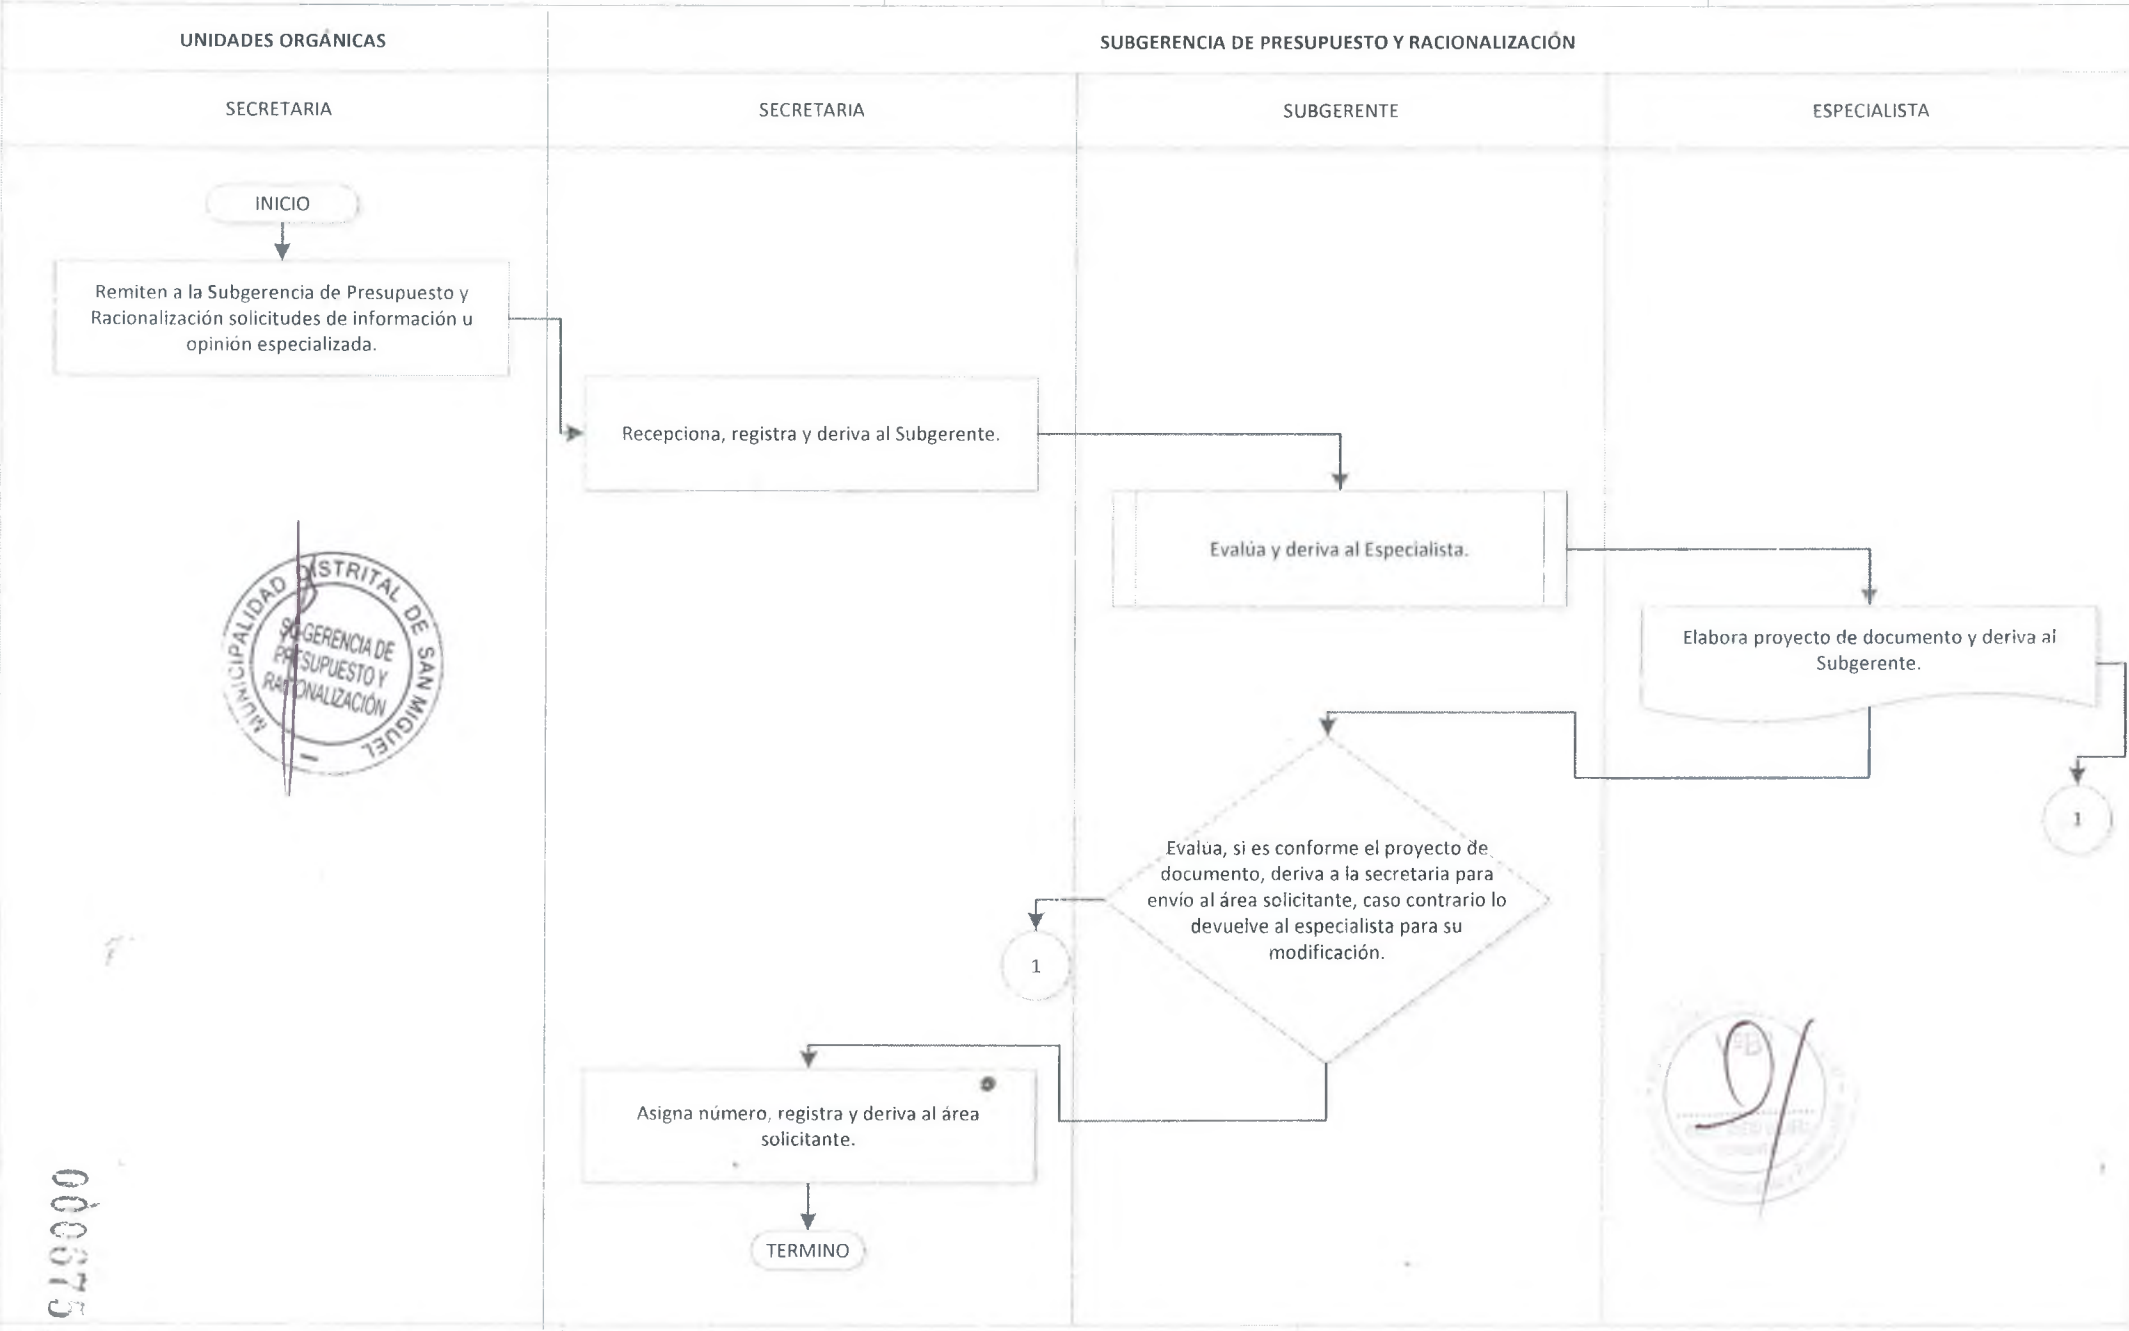 UNIDADES ORGÁNICAS
SUBGERENCIA DE PRESUPUESTO Y RACIONALIZACIÓN
SECRETARIA
SECRETARIA
SUBGERENTE
ESPECIALISTA
INICIO
Remiten a la Subgerencia de Presupuesto y
Racionalización solicitudes de información u
opinión especializada.
Recepciona, registra y deriva al Subgerente.
Evalúa y deriva al Especialista.
Elabora proyecto de documento y deriva al
Subgerente.
1
MUNICIPALIDAD DISTRITAL DE SAN MIGUEL
SUBGERENCIA DE
PRESUPUESTO Y
RACIONALIZACIÓN
Evalua, si es conforme el proyecto de
documento, deriva a la secretaria para
envío al área solicitante, caso contrario lo
devuelve al especialista para su
modificación.
1
Asigna número, registra y deriva al área
solicitante.
TERMINO
VºBº